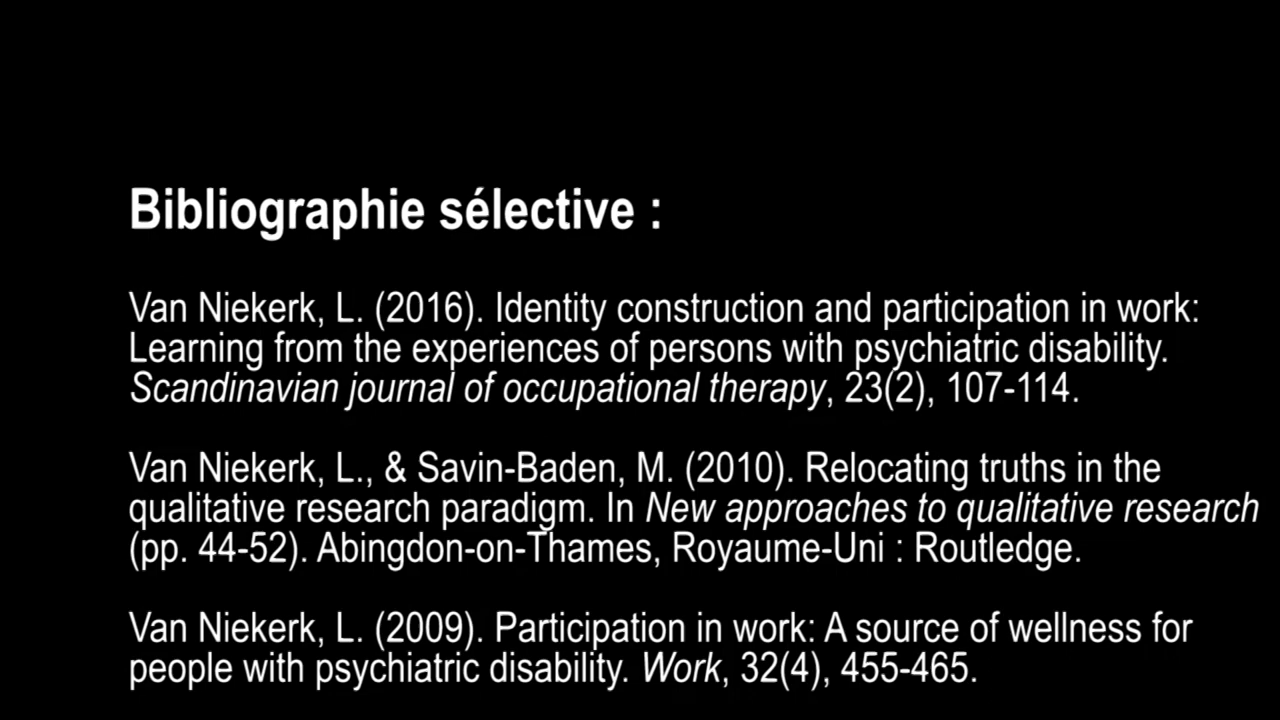 Bibliographie sélective :
Van Niekerk, L. (2016). Identity construction and participation in work:
Learning from the experiences of persons with psychiatric disability.
Scandinavian journal of occupational therapy, 23(2), 107-114.
Van Niekerk, L., & Savin-Baden, M. (2010). Relocating truths in the
qualitative research paradigm. In New approaches to qualitative research
(pp. 44-52). Abingdon-on-Thames, Royaume-Uni : Routledge.
Van Niekerk, L. (2009). Participation in work: A source of wellness for
people with psychiatric disability. Work, 32(4), 455-465.